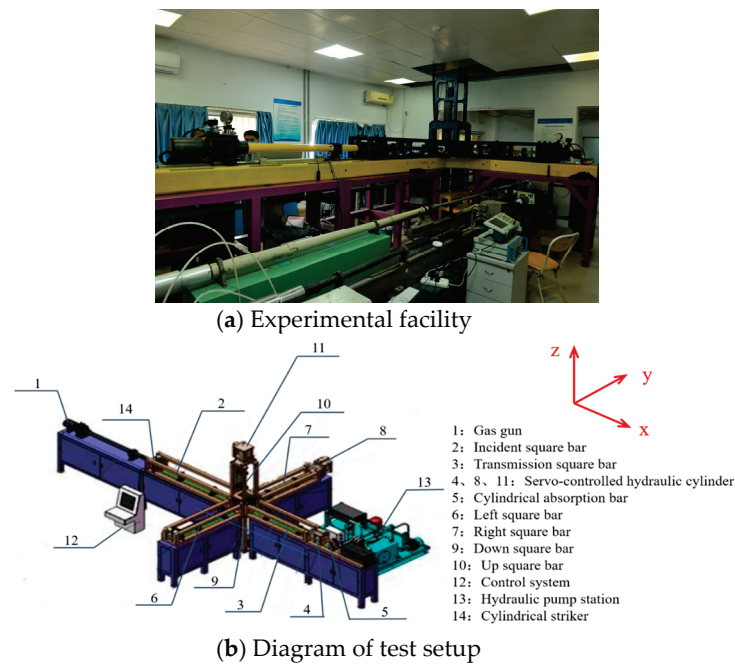 (a) Experimental facility
11
1
14
2
10
7
8
13
12
6
9
3
4
5
z
y
x
1: Gas gun
2: Incident square bar
3: Transmission square bar
4、8、11: Servo-controlled hydraulic cylinder
5: Cylindrical absorption bar
6: Left square bar
7: Right square bar
9: Down square bar
10: Up square bar
12: Control system
13: Hydraulic pump station
14: Cylindrical striker
(b) Diagram of test setup